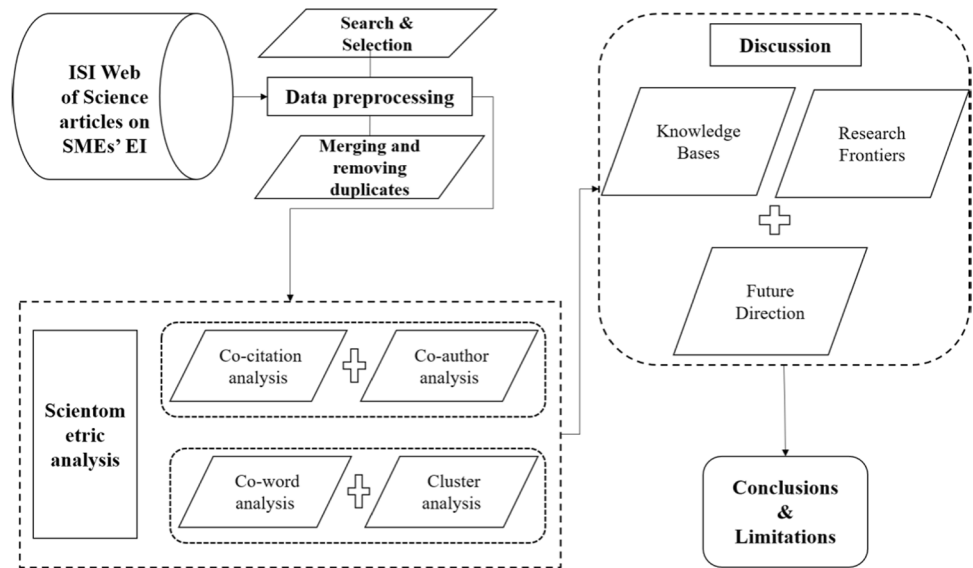 ISI Web
of Science
articles on
SMEs' EI
Search &
Selection
Data preprocessing
Merging and
removing
duplicates
Scientom
etric
analysis
Co-citation
analysis
Co-author
analysis
Co-word
analysis
Cluster
analysis
Discussion
Knowledge
Bases
Research
Frontiers
Future
Direction
Conclusions
&
Limitations